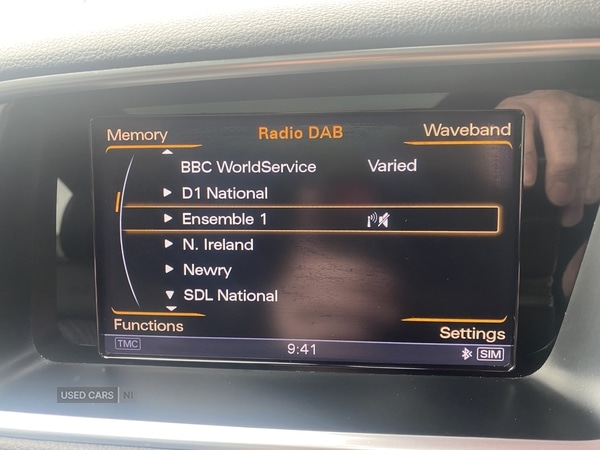 Memory
Radio DAB
Waveband
BBC WorldService Varied
D1 National
Ensemble 1
N. Ireland
Newry
SDL National
Functions
Settings
TMC
9:41
SIM
USED CARS NI